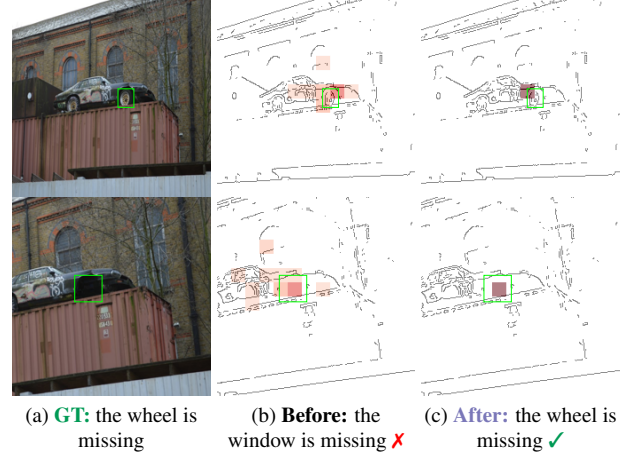 (a) GT: the wheel is
missing
(b) Before: the
window is missing ✗
(c) After: the wheel is
missing ✓